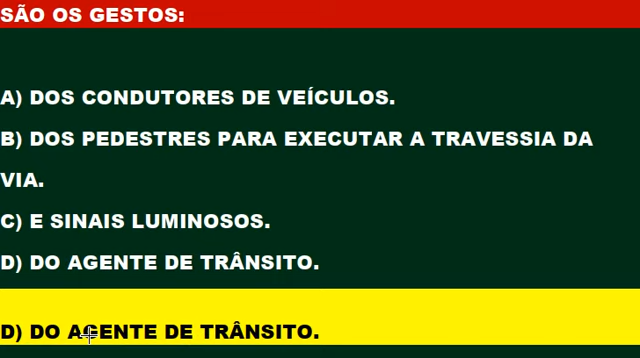 SÃO OS GESTOS:
A) DOS CONDUTORES DE VEÍCULOS.
B) DOS PEDESTRES PARA EXECUTAR A TRAVESSIA DA
VIA.
C) E SINAIS LUMINOSOS.
D) DO AGENTE DE TRÂNSITO.
D) DO AGENTE DE TRÂNSITO.